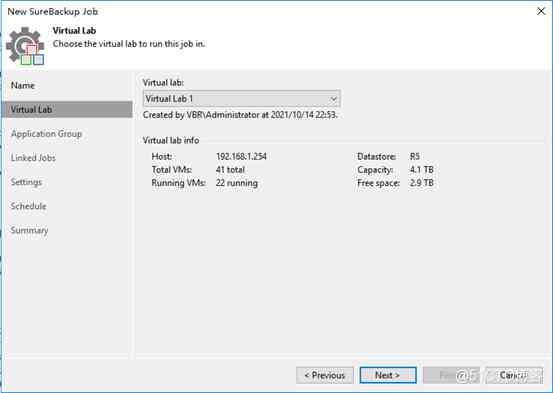 New SureBackup Job
Virtual Lab
Choose the virtual lab to run this job in.
Name
Virtual Lab
Application Group
Linked Jobs
Settings
Schedule
Summary
Virtual lab:
Virtual Lab 1
Created by VBR\Administrator at 2021/10/14 22:53.
Virtual lab info
Host: 192.168.1.254 Datastore: R5
Total VMs: 41 total Capacity: 4.1 TB
Running VMs: 22 running Free space: 2.9 TB
< Previous Next > Cancel